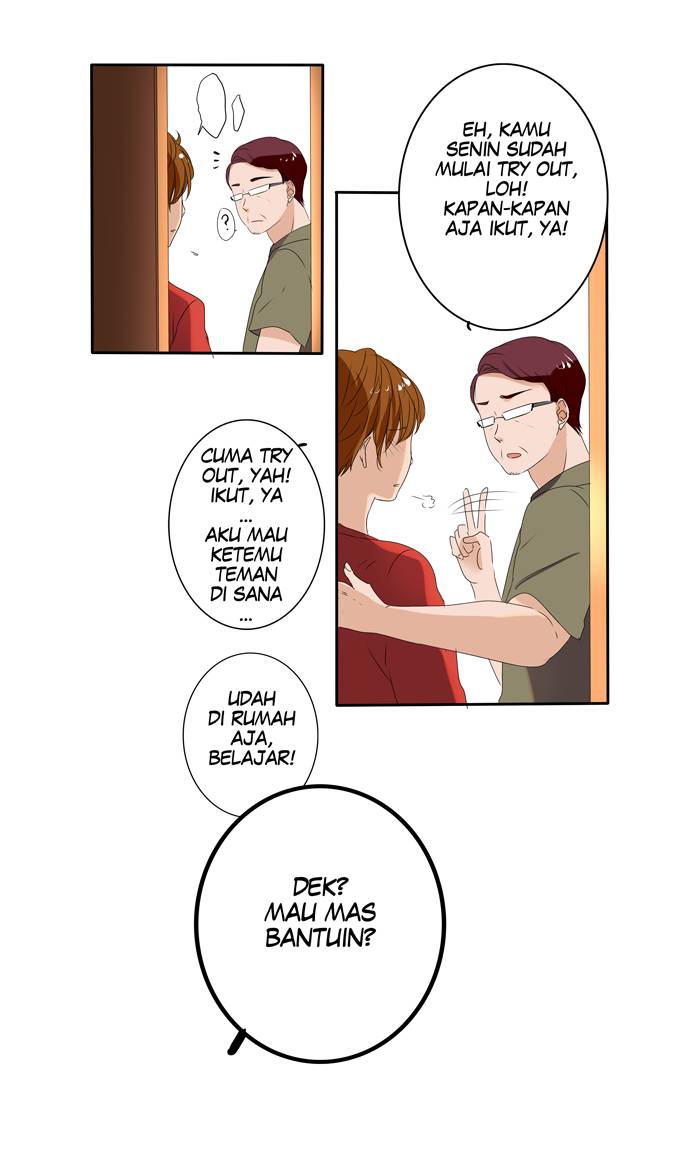 ?
EH, KAMU
SENIN SUDAH
MULAI TRY OUT,
LOH!
KAPAN-KAPAN
AJA IKUT, YA!
CUMA TRY
OUT, YAH!
IKUT, YA
...
AKU MAU
KETEMU
TEMAN
DI SANA
...
UDAH
DI RUMAH
AJA,
BELAJAR!
DEK?
MAU MAS
BANTUIN?